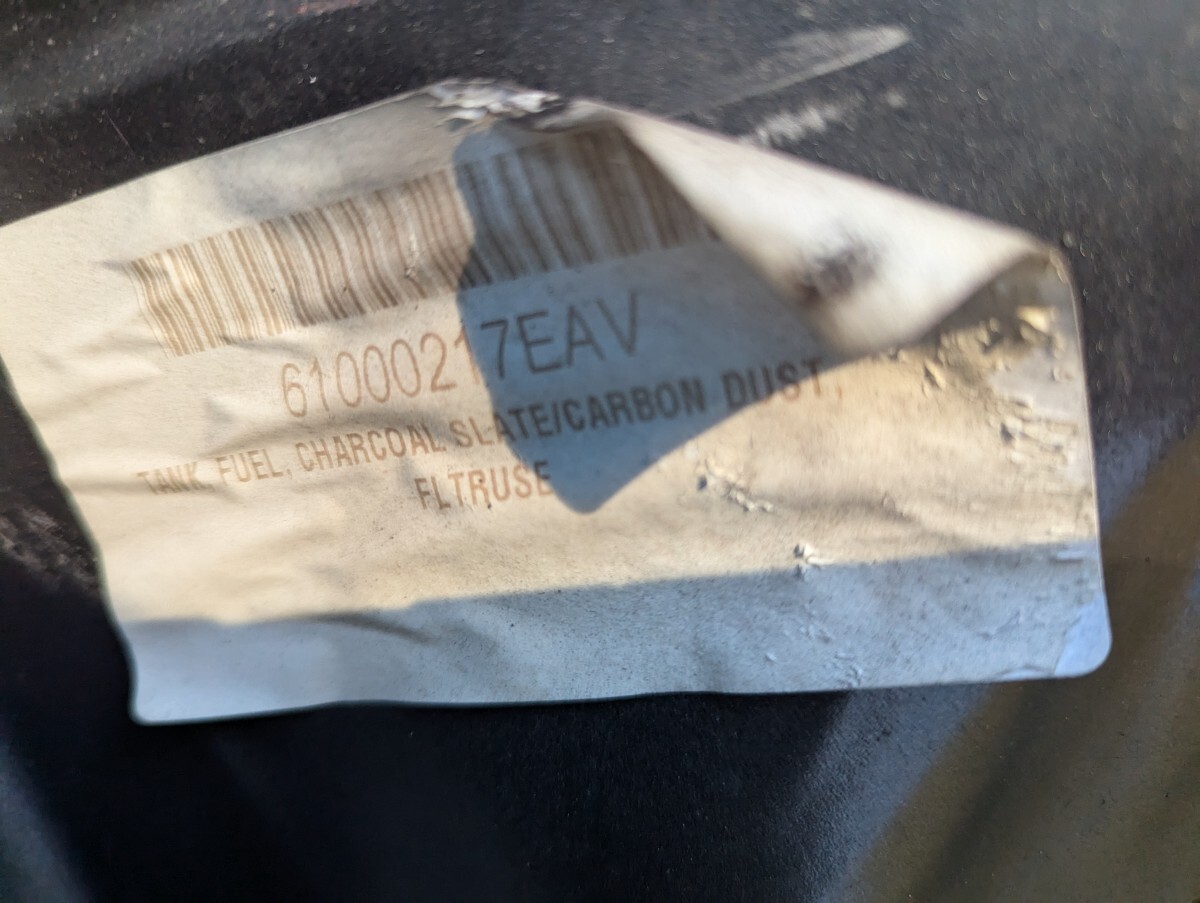 61000217EAV
TANK, FUEL, CHARCOAL SLATE/CARBON DUST,
FLTRUSE